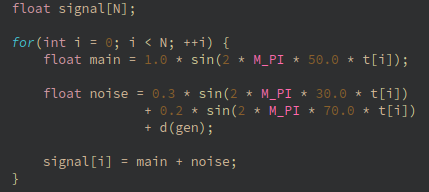 float signal[N];
for(int i = 0; i < N; ++i) {
float main = 1.0 * sin(2 * M_PI * 50.0 * t[i]);
float noise = 0.3 * sin(2 * M_PI * 30.0 * t[i])
+ 0.2 * sin(2 * M_PI * 70.0 * t[i])
+ d(gen);
signal[i] = main + noise;
}